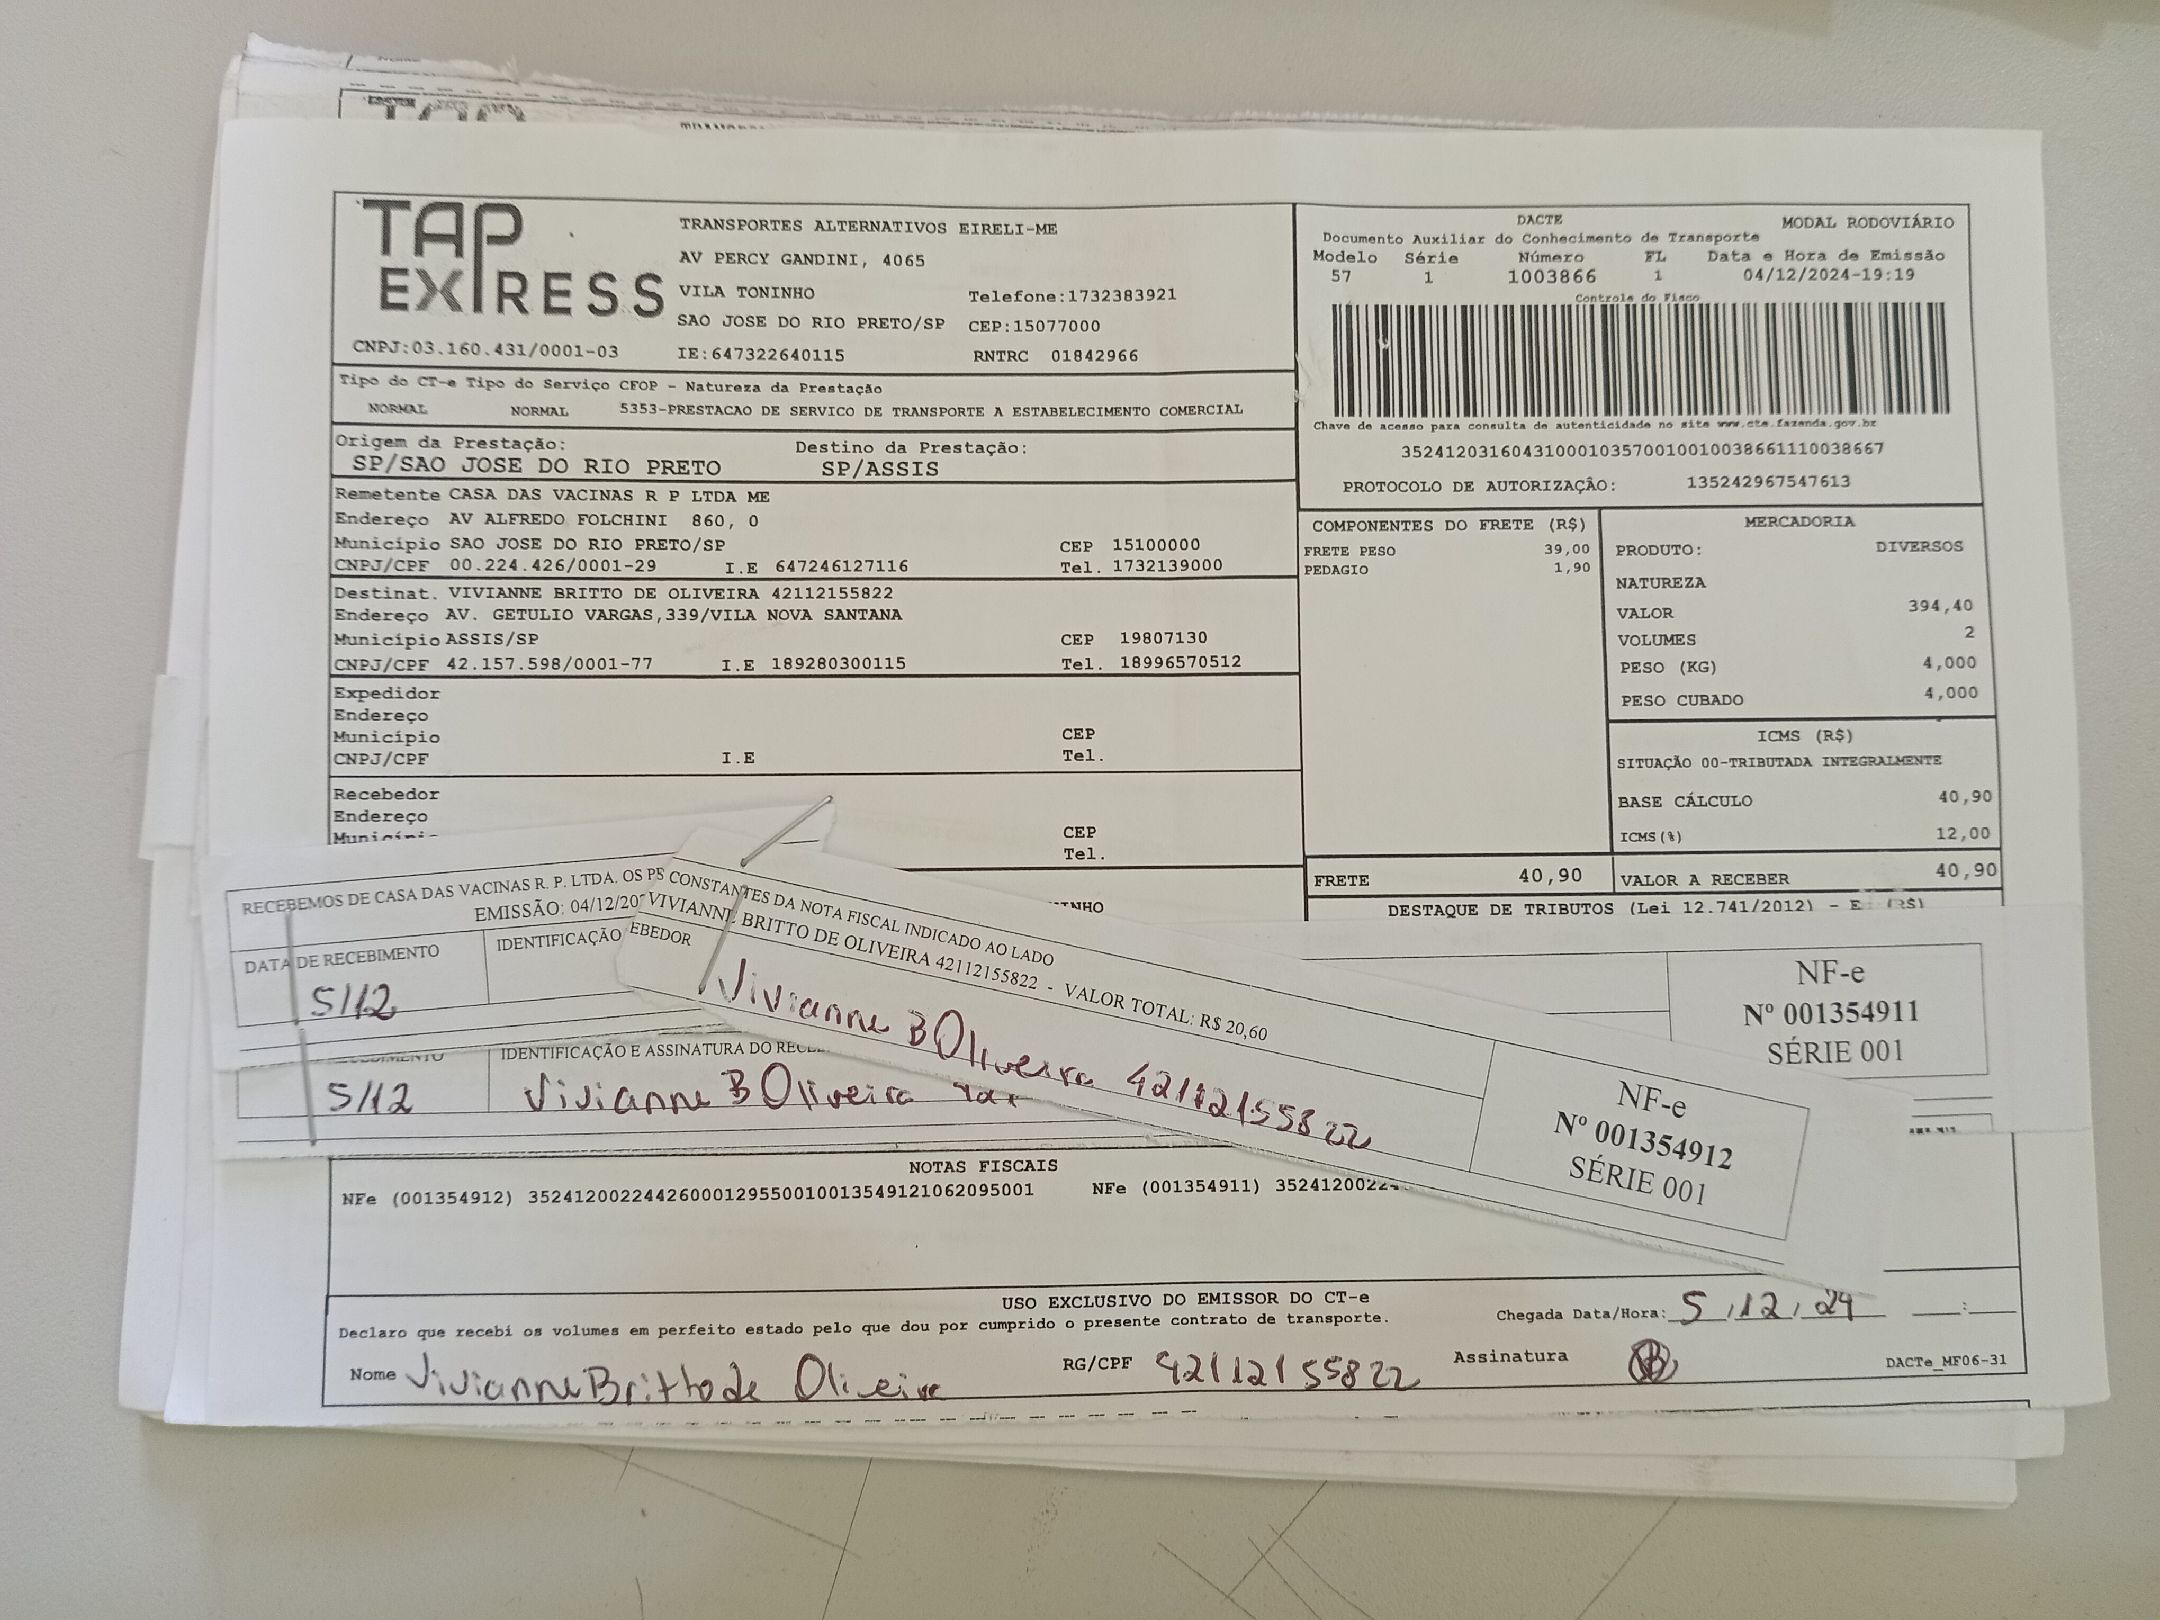 TAP EXPRESS
TRANSPORTES ALTERNATIVOS EIRELI-ME
AV PERCY GANDINI, 4065
VILA TONINHO Telefone:1732383921
SAO JOSE DO RIO PRETO/SP CEP:15077000
CNPJ:03.160.431/0001-03 IE:647322640115 RNTRC 01842966
DACTE MODAL RODOVIÁRIO
Documento Auxiliar do Conhecimento de Transporte
Modelo Série Número FL Data e Hora de Emissão
57 1 1003866 1 04/12/2024-19:19
Controle do Fisco
Chave de acesso para consulta de autenticidade no site www.cte.fazenda.gov.br
35241203160431000103570010010038661110038667
PROTOCOLO DE AUTORIZAÇÃO: 135242967547613
Tipo do CT-e Tipo do Serviço CFOP - Natureza da Prestação
NORMAL NORMAL 5353-PRESTACAO DE SERVICO DE TRANSPORTE A ESTABELECIMENTO COMERCIAL
Origem da Prestação: Destino da Prestação:
SP/SAO JOSE DO RIO PRETO SP/ASSIS
Remetente CASA DAS VACINAS R P LTDA ME
Endereço AV ALFREDO FOLCHINI 860, 0
Município SAO JOSE DO RIO PRETO/SP CEP 15100000
CNPJ/CPF 00.224.426/0001-29 I.E 647246127116 Tel. 1732139000
Destinat. VIVIANNE BRITTO DE OLIVEIRA 42112155822
Endereço AV. GETULIO VARGAS,339/VILA NOVA SANTANA
Município ASSIS/SP CEP 19807130
CNPJ/CPF 42.157.598/0001-77 I.E 189280300115 Tel. 18996570512
Expedidor
Endereço
Município CEP
CNPJ/CPF I.E Tel.
Recebedor
Endereço
CEP
Tel.
COMPONENTES DO FRETE (R$)
FRETE PESO 39,00
PEDAGIO 1,90
FRETE 40,90
MERCADORIA
PRODUTO: DIVERSOS
NATUREZA
VALOR 394,40
VOLUMES 2
PESO (KG) 4,000
PESO CUBADO 4,000
ICMS (R$)
SITUAÇÃO 00-TRIBUTADA INTEGRALMENTE
BASE CÁLCULO 40,90
ICMS(%) 12,00
VALOR A RECEBER 40,90
DESTAQUE DE TRIBUTOS (Lei 12.741/2012) - (R$)
RECEBEMOS DE CASA DAS VACINAS R. P. LTDA. OS
EMISSÃO: 04/12/20
DATA DE RECEBIMENTO IDENTIFICAÇÃO
5/12
NF-e
Nº 001354911
SÉRIE 001
IDENTIFICAÇÃO E ASSINATURA DO
5/12 Vivianne B Oliveira
CONSTANTES DA NOTA FISCAL INDICADO AO LADO
VIVIANNE BRITTO DE OLIVEIRA 42112155822 - VALOR TOTAL: R$ 20,60
EBEDOR
Vivianne B Oliveira 42112155822
NF-e
Nº 001354912
SÉRIE 001
NOTAS FISCAIS
NFe (001354912) 35241200224426000129550010013549121062095001 NFe (001354911) 3524120022
USO EXCLUSIVO DO EMISSOR DO CT-e
Declaro que recebi os volumes em perfeito estado pelo que dou por cumprido o presente contrato de transporte.
Chegada Data/Hora: 5/12/24 __:__
Nome Vivianne Britto de Oliveira RG/CPF 42112155822 Assinatura
DACTe_MF06-31